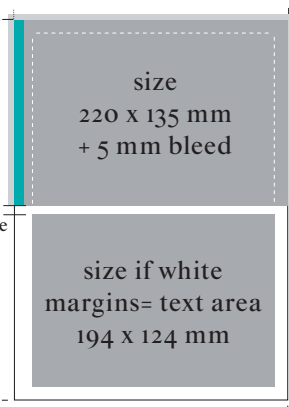 size
220 x 135 mm
+ 5 mm bleed
e
size if white
margins= text area
194 x 124 mm